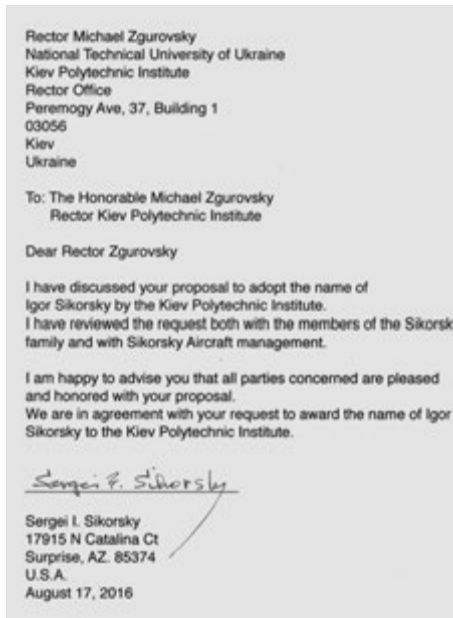 Rector Michael Zgurovsky
National Technical University of Ukraine
Kiev Polytechnic Institute
Rector Office
Peremogy Ave, 37, Building 1
03056
Kiev
Ukraine
To: The Honorable Michael Zgurovsky
Rector Kiev Polytechnic Institute
Dear Rector Zgurovsky
I have discussed your proposal to adopt the name of
Igor Sikorsky by the Kiev Polytechnic Institute.
I have reviewed the request both with the members of the Sikorsk
family and with Sikorsky Aircraft management.
I am happy to advise you that all parties concerned are pleased
and honored with your proposal.
We are in agreement with your request to award the name of Igor
Sikorsky to the Kiev Polytechnic Institute.
Sergei I. Sikorsky
Sergei I. Sikorsky
17915 N Catalina Ct
Surprise, AZ. 85374
U.S.A.
August 17, 2016